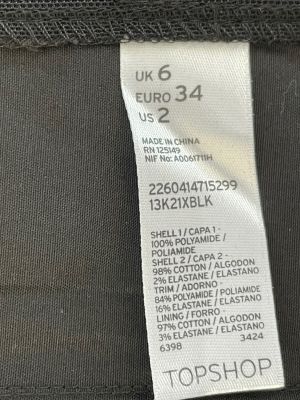 UK 6
EURO 34
US 2
MADE IN CHINA
RN 125149
NIF No: A0061711H
2260414715299
13K21XBLK
SHELL 1 / CAPA 1 -
100% POLYAMIDE /
POLIAMIDE
SHELL 2 / CAPA 2 -
98% COTTON / ALGODON
2% ELASTANE / ELASTANO
TRIM / ADORNO -
84% POLYAMIDE / POLIAMIDE
16% ELASTANE / ELASTANO
LINING / FORRO -
97% COTTON / ALGODON
3% ELASTANE / ELASTANO
6398 3424
TOPSHOP